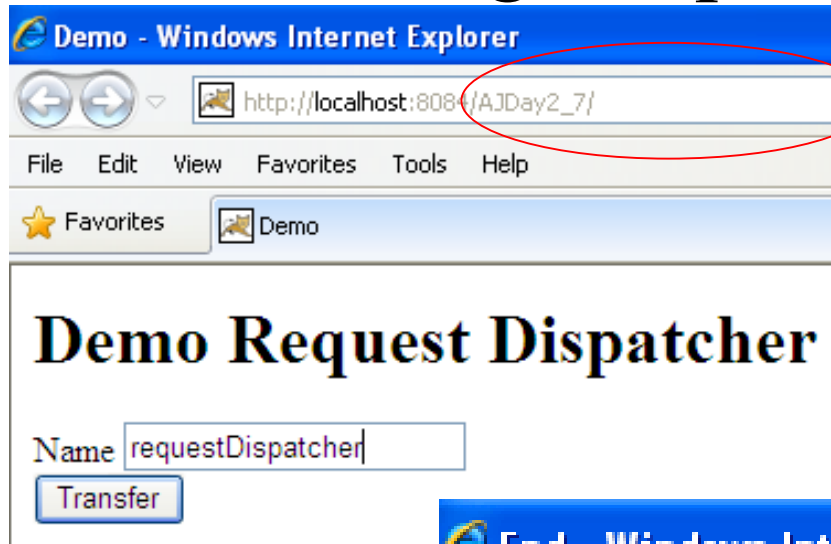 Demo - Windows Internet Explorer
http://localhost:8084/AJDay2_7/
File Edit View Favorites Tools Help
Favorites Demo
Demo Request Dispatcher
Name requestDispatcher
Transfer